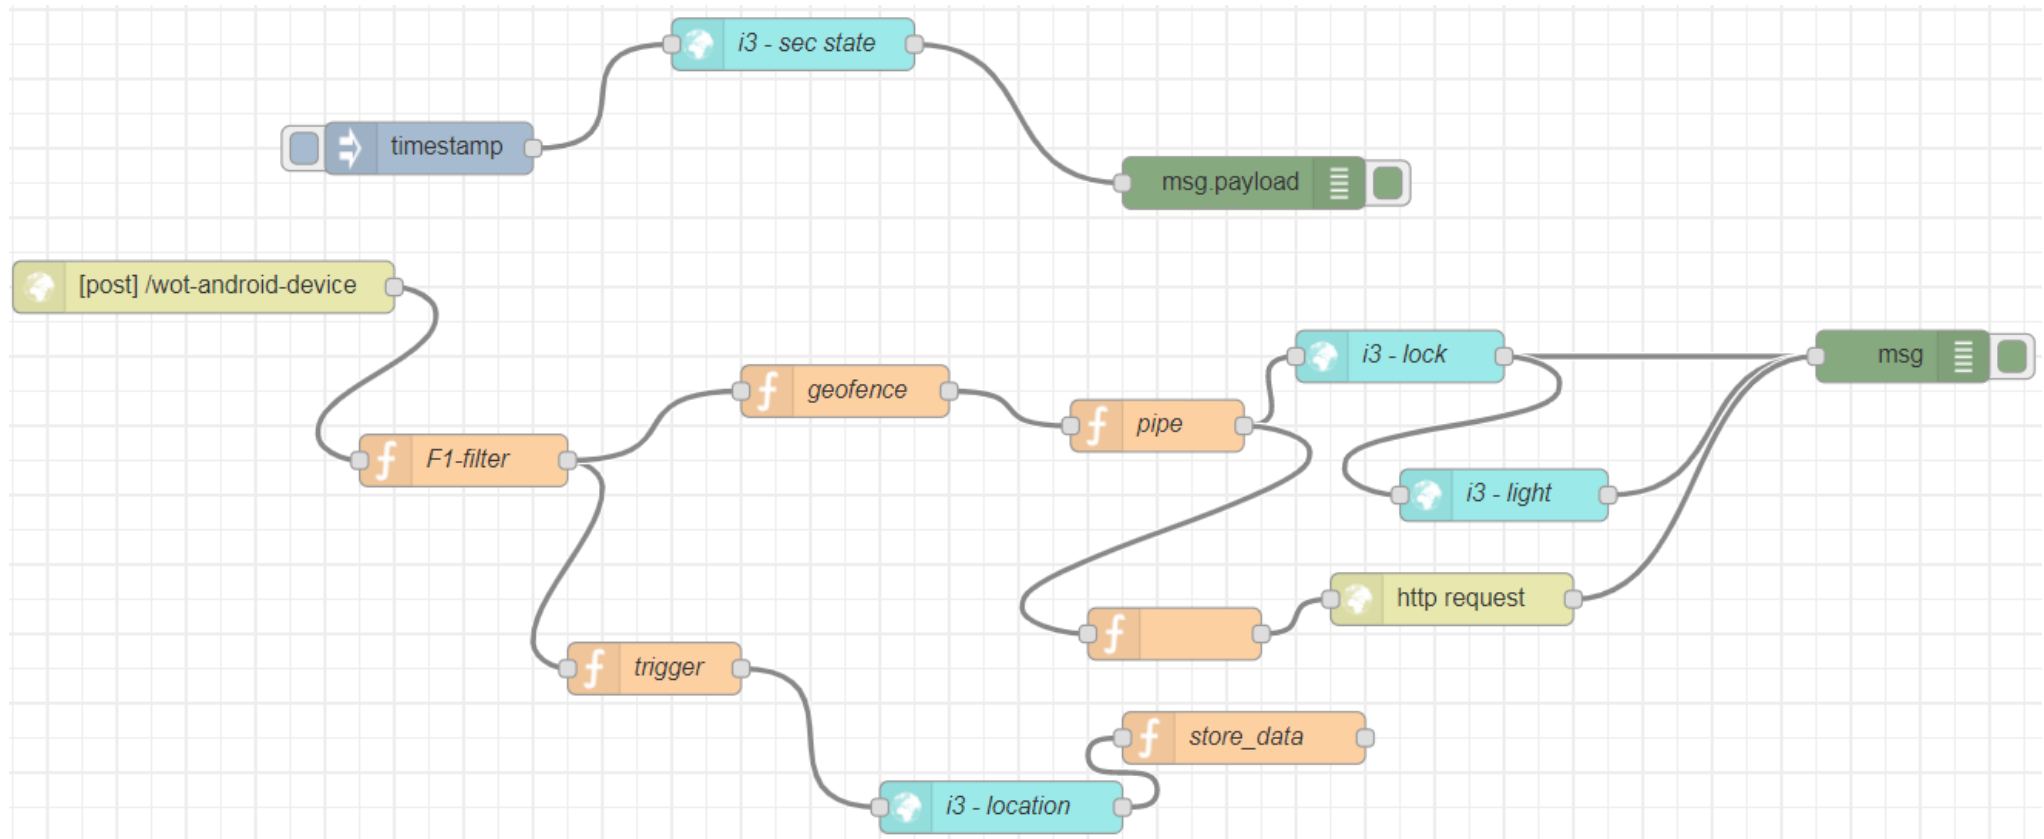 i3 - sec state
timestamp
msg.payload
[post] /wot-android-device
i3 - lock
msg
geofence
pipe
F1-filter
i3 - light
http request
trigger
store_data
i3 - location